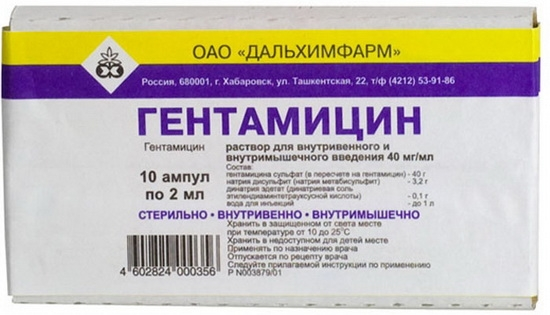 ОАО «ДАЛЬХИМФАРМ»
Россия, 680001, г. Хабаровск, ул. Ташкентская, 22, т/ф (4212) 53-91-86
ГЕНТАМИЦИН
Гентамицин
раствор для внутривенного и
внутримышечного введения 40 мг/мл
10 ампул
по 2 мл
Состав:
гентамицина сульфат (в пересчете на гентамицин) - 40 г
натрия дисульфит (натрия метабисульфит) - 3,2 г
динатрия эдетат (динатриевая соль
этилендиаминтетрауксусной кислоты) - 0,1 г
вода для инъекций - до 1 л
СТЕРИЛЬНО • ВНУТРИВЕННО • ВНУТРИМЫШЕЧНО
Хранить в защищенном от света месте
при температуре от 10 до 25°С
Хранить в недоступном для детей месте
Применять по назначению врача
Отпускается по рецепту врача
Следуйте прилагаемой инструкции по применению
Р N003879/01
4 602824 000356